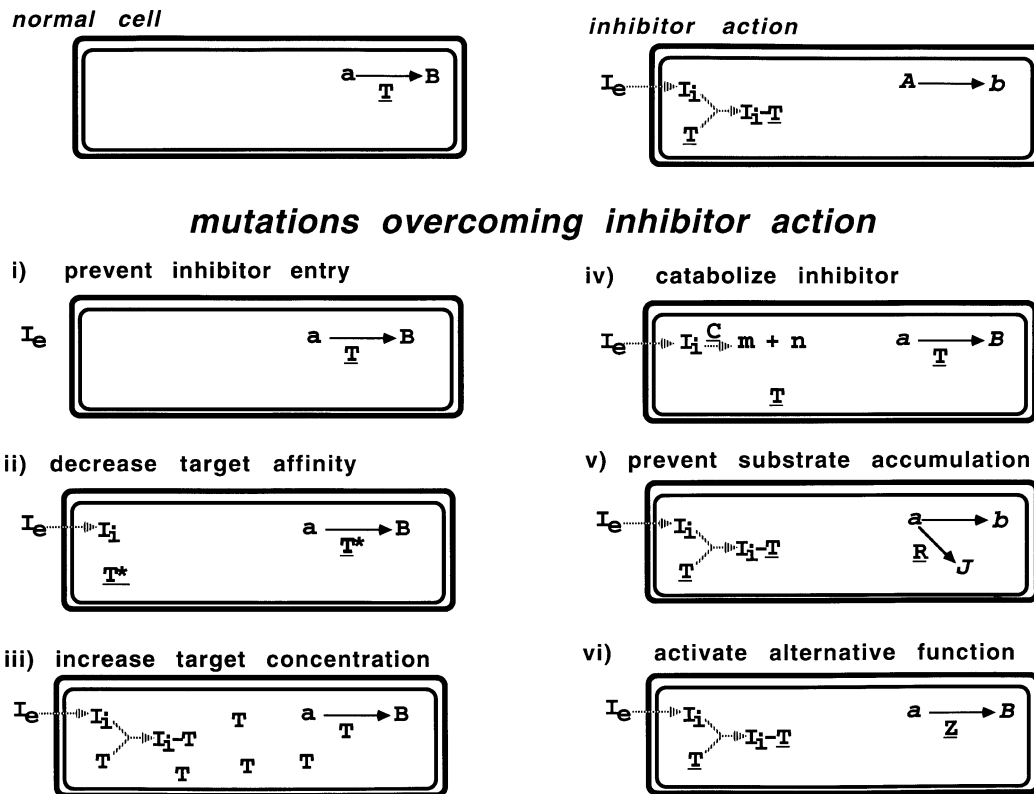 normal cell
a B
T
inhibitor action
Ie Ii A b
Ii-T
T
mutations overcoming inhibitor action
i) prevent inhibitor entry
Ie a B
T
ii) decrease target affinity
Ie Ii a B
T*
T*
iii) increase target concentration
Ie Ii T a B
T
Ii-T
T T T T
iv) catabolize inhibitor
Ie Ii C m + n a B
T
T
v) prevent substrate accumulation
Ie Ii a b
Ii-T R
T J
vi) activate alternative function
Ie Ii a B
Z
Ii-T
T